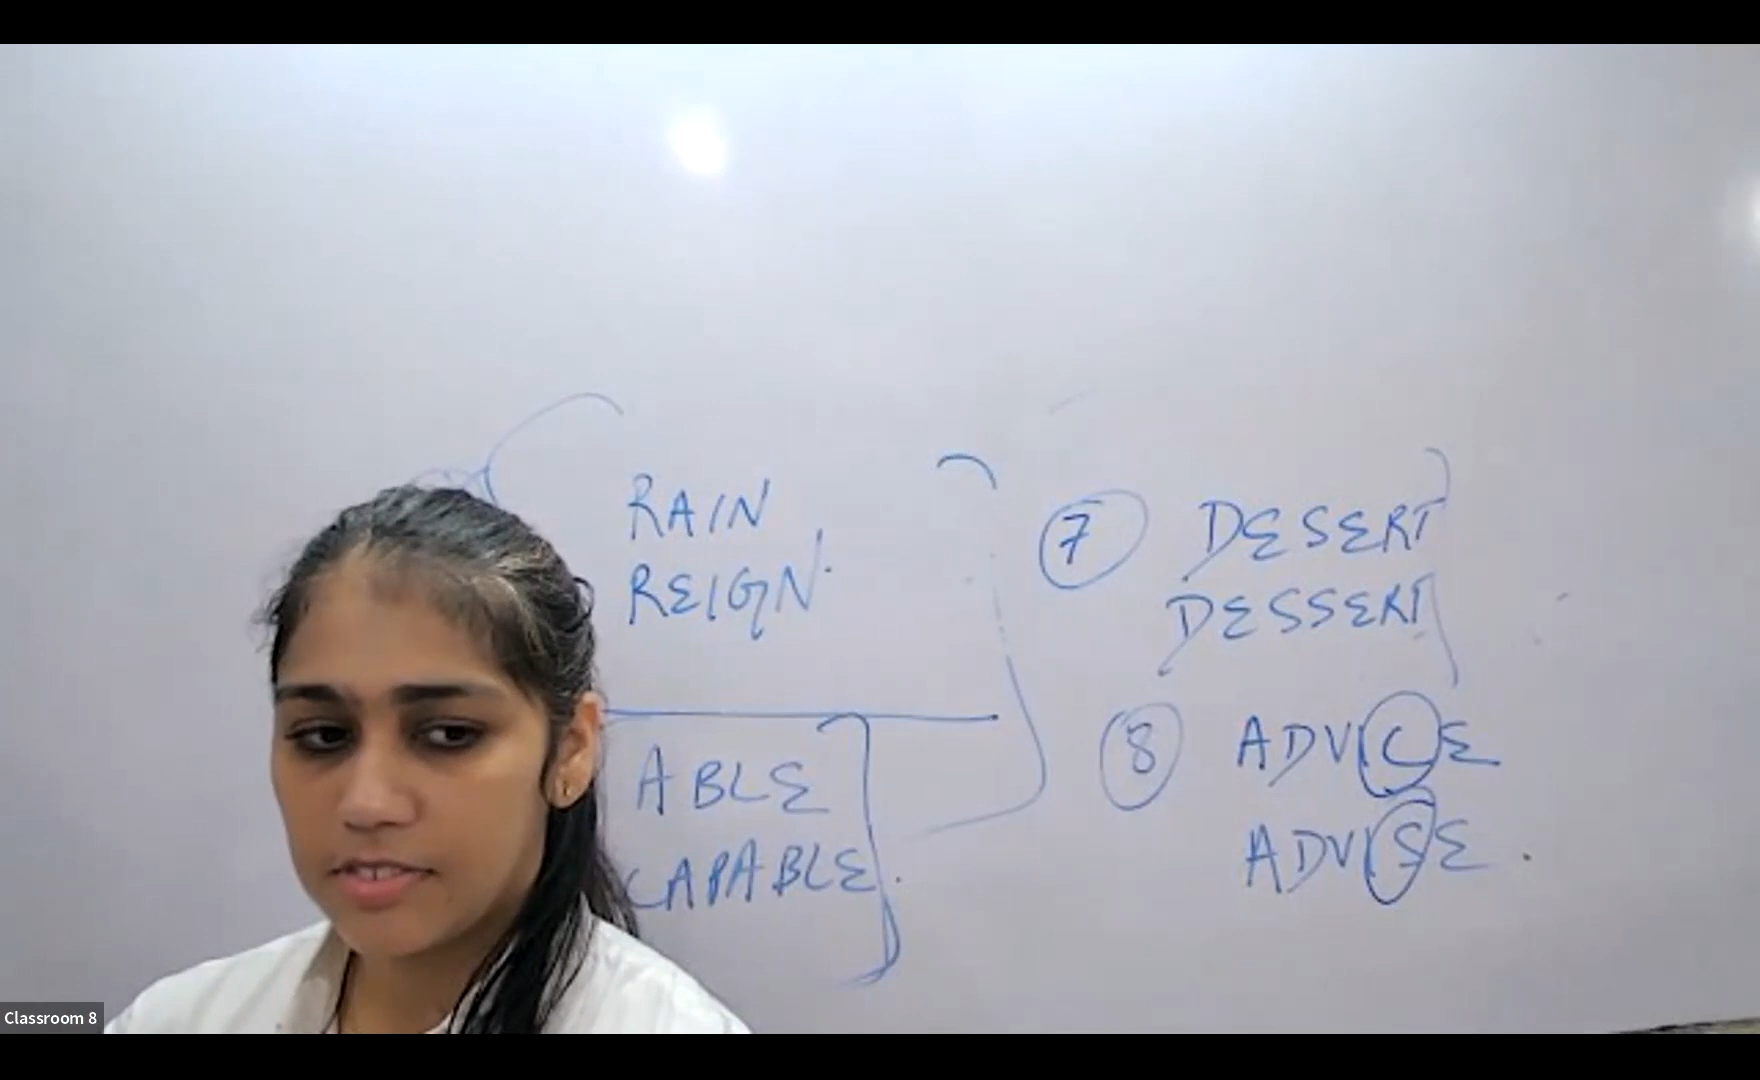 RAIN
REIGN.
ABLE
CAPABLE.
7 DESERT
DESSERT
8 ADVICE
ADVISE.
Classroom 8